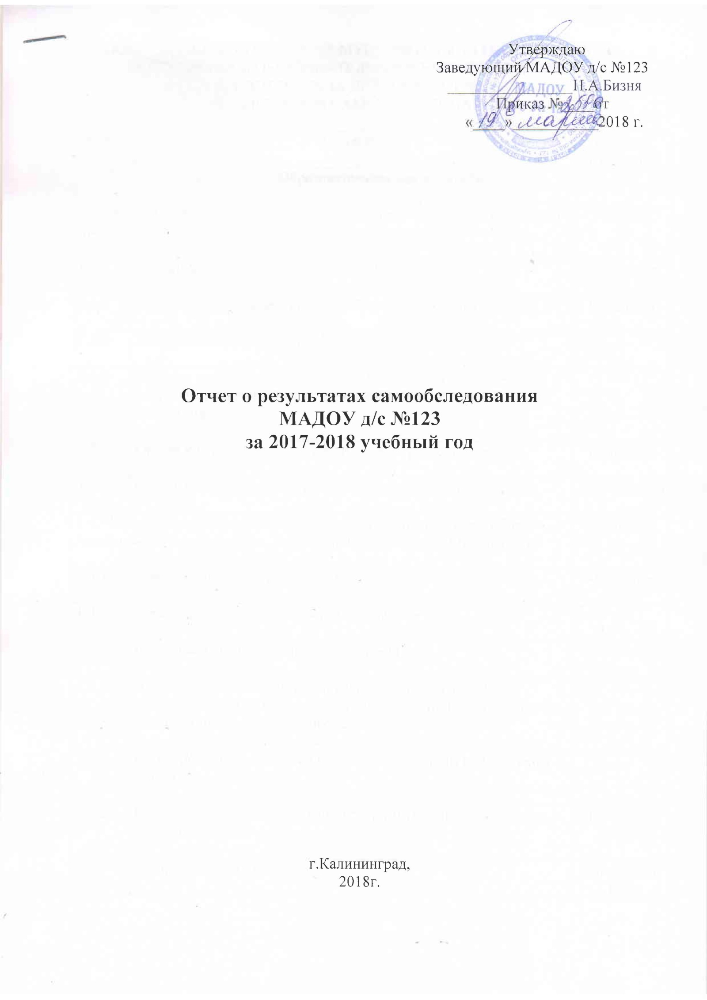 Утверждаю
Заведующий МАДОУ д/с №123
Н.А.Бизня
Приказ № от
«19» марта 2018 г.
МАДОУ
Отчет о результатах самообследования
МАДОУ д/с №123
за 2017-2018 учебный год
г.Калининград,
2018г.